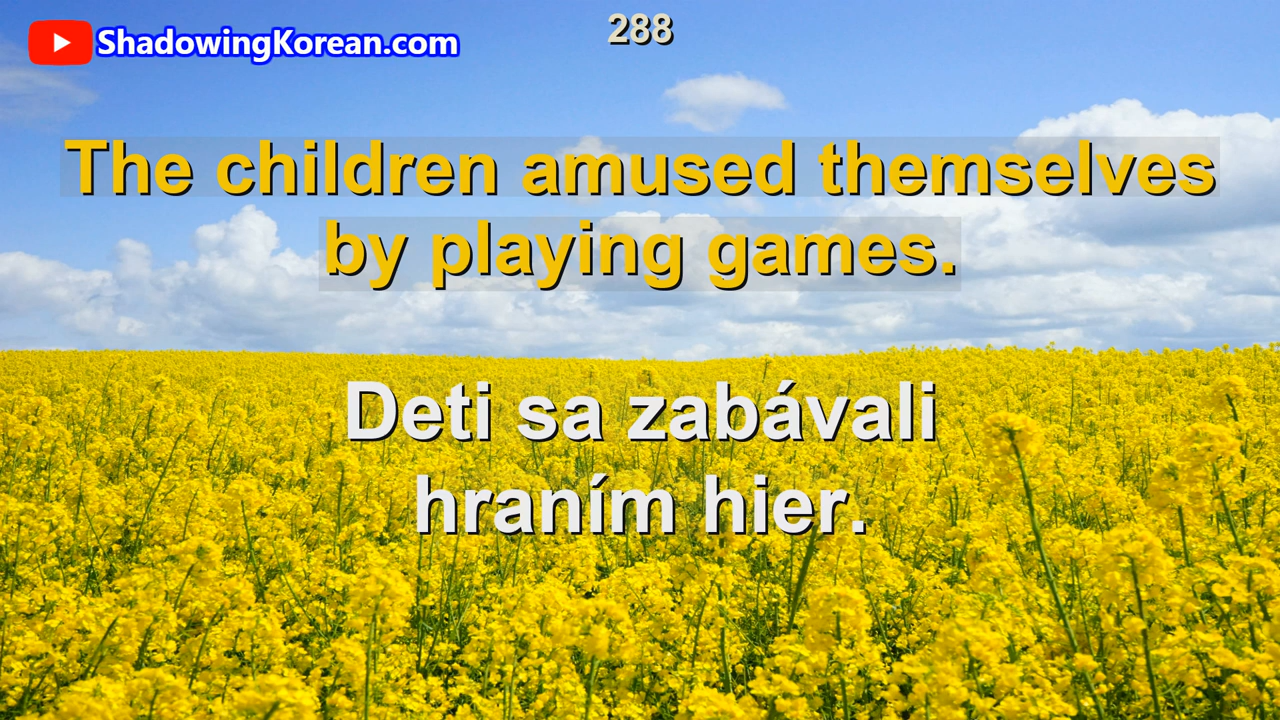 ShadowingKorean.com
288
The children amused themselves
by playing games.
Deti sa zabávali
hraním hier.